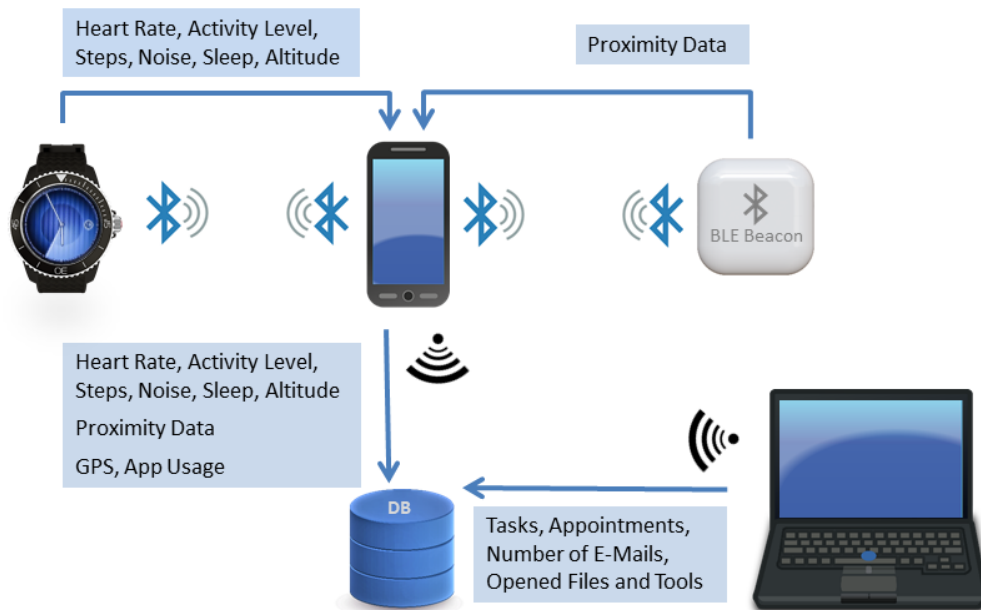 Heart Rate, Activity Level,
Steps, Noise, Sleep, Altitude
Proximity Data
BLE Beacon
Heart Rate, Activity Level,
Steps, Noise, Sleep, Altitude
Proximity Data
GPS, App Usage
DB
Tasks, Appointments,
Number of E-Mails,
Opened Files and Tools